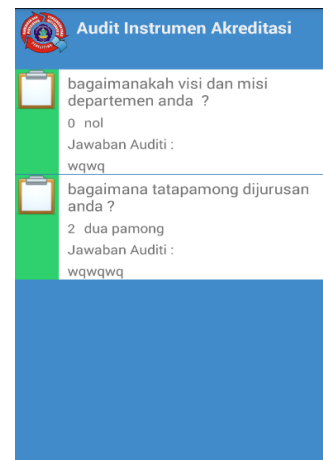 Audit Instrumen Akreditasi
bagaimanakah visi dan misi
departemen anda ?
0 nol
Jawaban Auditi :
wqwq
bagaimana tatapamong dijurusan
anda ?
2 dua pamong
Jawaban Auditi :
wqwqwq